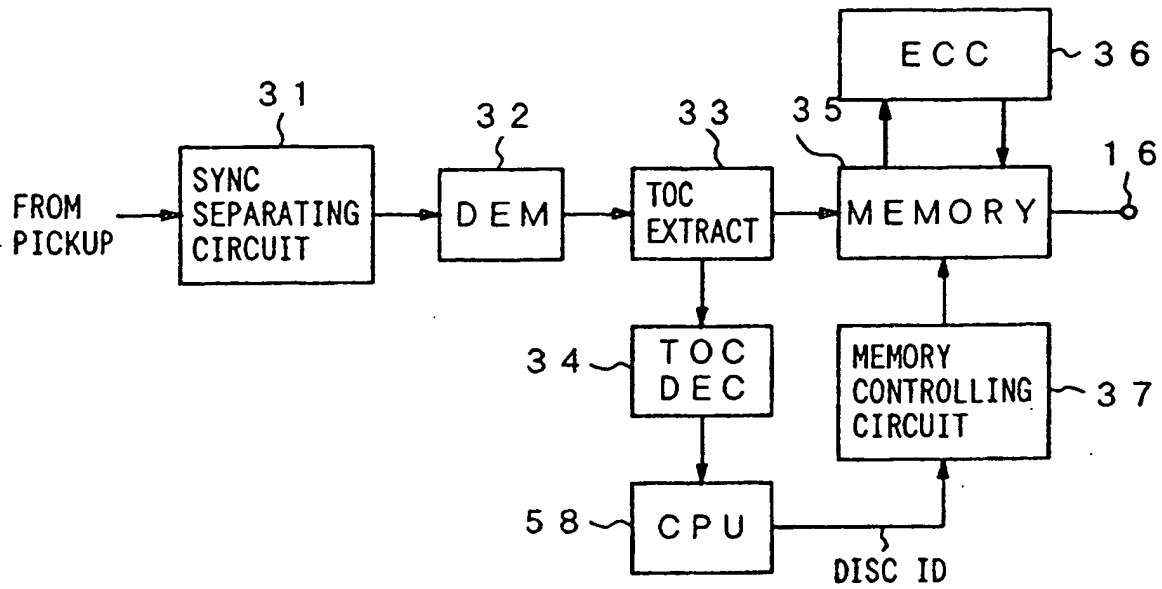 ECC
36
31
32
33
35
16
FROM
PICKUP
SYNC
SEPARATING
CIRCUIT
DEM
TOC
EXTRACT
MEMORY
34
TOC
DEC
MEMORY
CONTROLLING
CIRCUIT
37
58
CPU
DISC ID